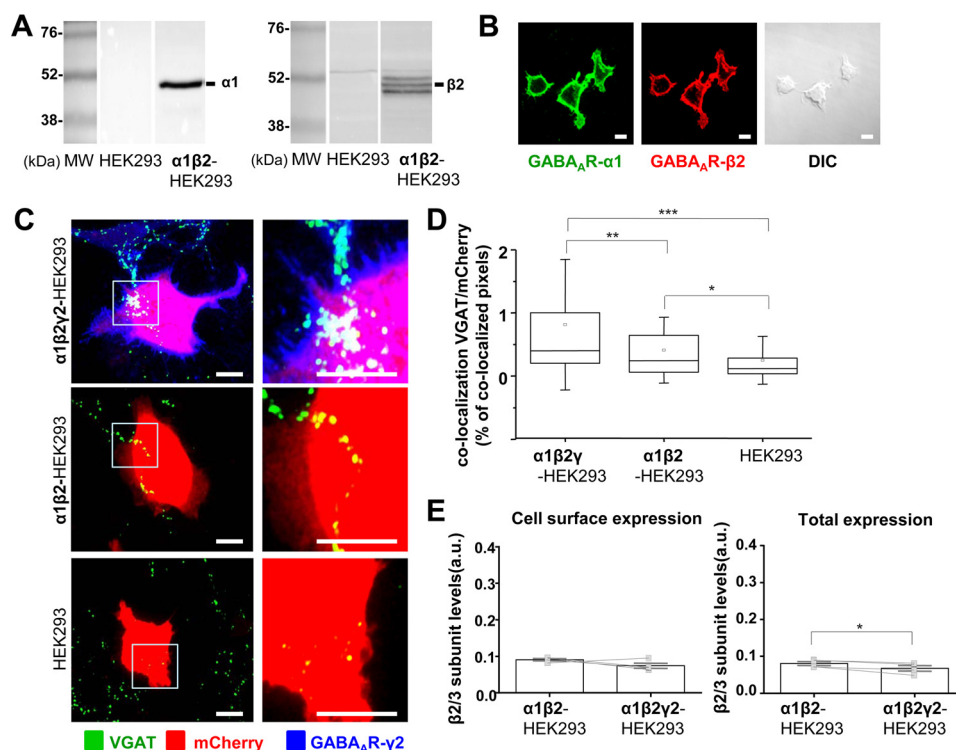 A
76-
52-
38-
α1
(kDa) MW HEK293 α1β2-
HEK293
76-
52-
38-
β2
(kDa) MW HEK293 α1β2-
HEK293
B
GABAAR-α1 GABAAR-β2 DIC
C
α1β2γ2-HEK293
α1β2-HEK293
HEK293
VGAT mCherry GABAAR-γ2
D
co-localization VGAT/mCherry
(% of co-localized pixels)
2
1
0
***
**
*
α1β2γ
-HEK293
α1β2
-HEK293
HEK293
E
Cell surface expression
β2/3 subunit levels(a.u.)
0.4
0.3
0.2
0.1
0.0
α1β2-
HEK293
α1β2γ2-
HEK293
Total expression
β2/3 subunit levels(a.u.)
0.4
0.3
0.2
0.1
0.0
*
α1β2-
HEK293
α1β2γ2-
HEK293